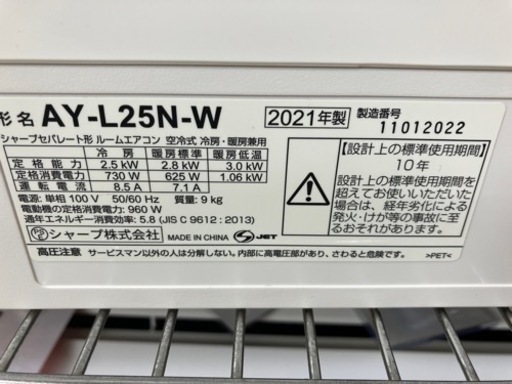 形名 AY-L25N-W 2021年製 製造番号 11012022
シャープセパレート形 ルームエアコン 空冷式 冷房・暖房兼用
冷房 暖房標準 暖房低温
定格能力 2.5 kW 2.8 kW 3.0 kW
定格消費電力 730 W 625 W 1.06 kW
運転電流 8.5 A 7.1 A
電源: 単相 100 V 50/60 Hz 質量: 9 kg
電動機の定格消費電力: 960 W
通年エネルギー消費効率: 5.8 (JIS C 9612 : 2013)
シャープ株式会社 MADE IN CHINA JET
【設計上の標準使用期間】
10 年
設計上の標準使用期間を
超えてお使いいただいた
場合は、経年劣化による
発火・けが等の事故に至
るおそれがあります。
高圧注意 サービスマン以外の人は分解しない。内部に高電圧部があり、さわると危険です。 >PET<